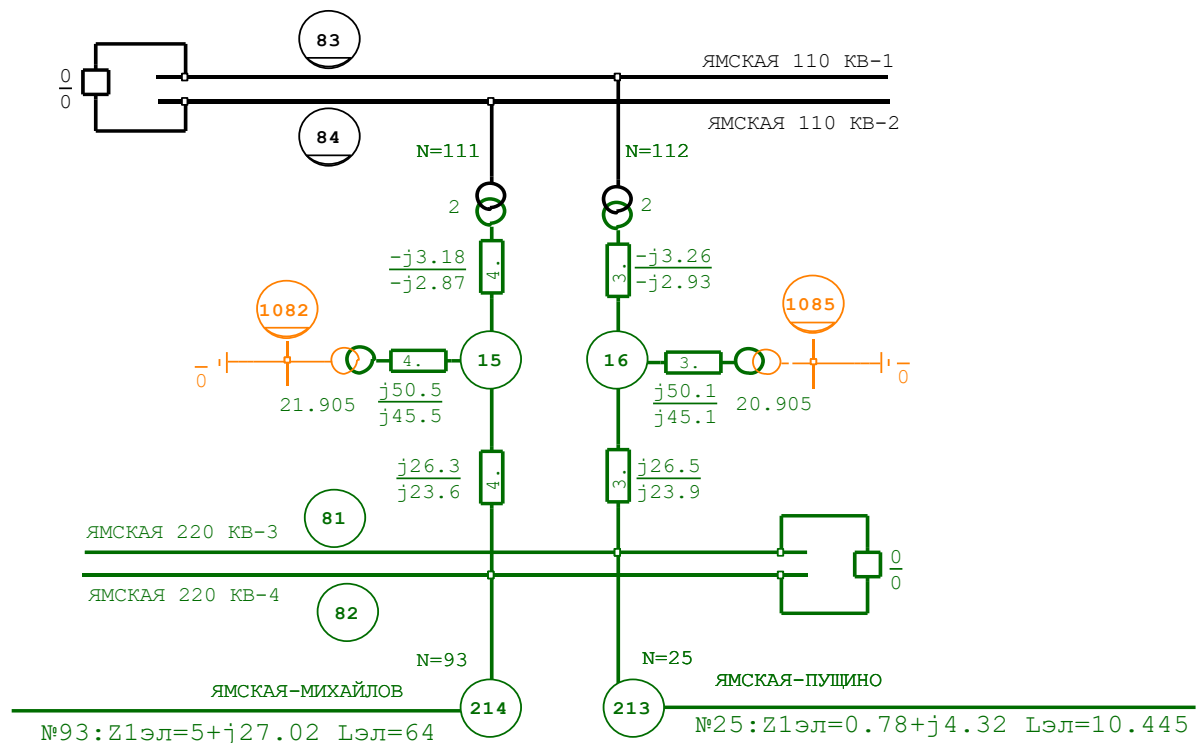 83
ЯМСКАЯ 110 КВ-1
0
0
ЯМСКАЯ 110 КВ-2
84
N=111
N=112
2
2
-j3.18
-j2.87
4.
3.
-j3.26
-j2.93
1082
1085
0
4.
15
16
3.
0
21.905
j50.5
j45.5
j50.1
j45.1
20.905
j26.3
j23.6
4.
3.
j26.5
j23.9
81
ЯМСКАЯ 220 КВ-3
0
0
ЯМСКАЯ 220 КВ-4
82
N=93
N=25
ЯМСКАЯ-МИХАЙЛОВ
ЯМСКАЯ-ПУЩИНО
214
213
№93:Z1эл=5+j27.02 Lэл=64
№25:Z1эл=0.78+j4.32 Lэл=10.445